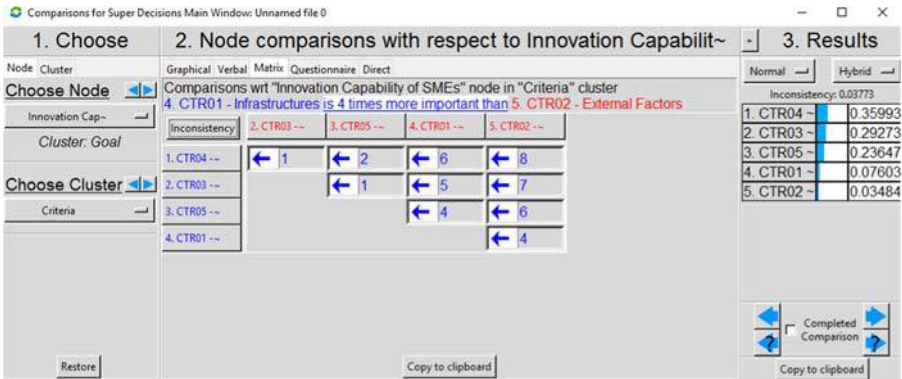 Comparisons for Super Decisions Main Window: Unnamed file 0
1. Choose
Node Cluster
Choose Node
Innovation Cap~
Cluster: Goal
Choose Cluster
Criteria
Restore
2. Node comparisons with respect to Innovation Capabilit~
Graphical Verbal Matrix Questionnaire Direct
Comparisons wrt "Innovation Capability of SMEs" node in "Criteria" cluster
4. CTR01 - Infrastructures is 4 times more important than 5. CTR02 - External Factors
Inconsistency 2. CTR03 -~ 3. CTR05 -~ 4. CTR01 -~ 5. CTR02 -~
1. CTR04 -~ 1 2 6 8
2. CTR03 -~ 1 5 7
3. CTR05 -~ 4 6
4. CTR01 -~ 4
Copy to clipboard
3. Results
Normal Hybrid
Inconsistency: 0.03773
1. CTR04 ~ 0.35993
2. CTR03 ~ 0.29273
3. CTR05 ~ 0.23647
4. CTR01 ~ 0.07603
5. CTR02 ~ 0.03484
Completed
Comparison
Copy to clipboard